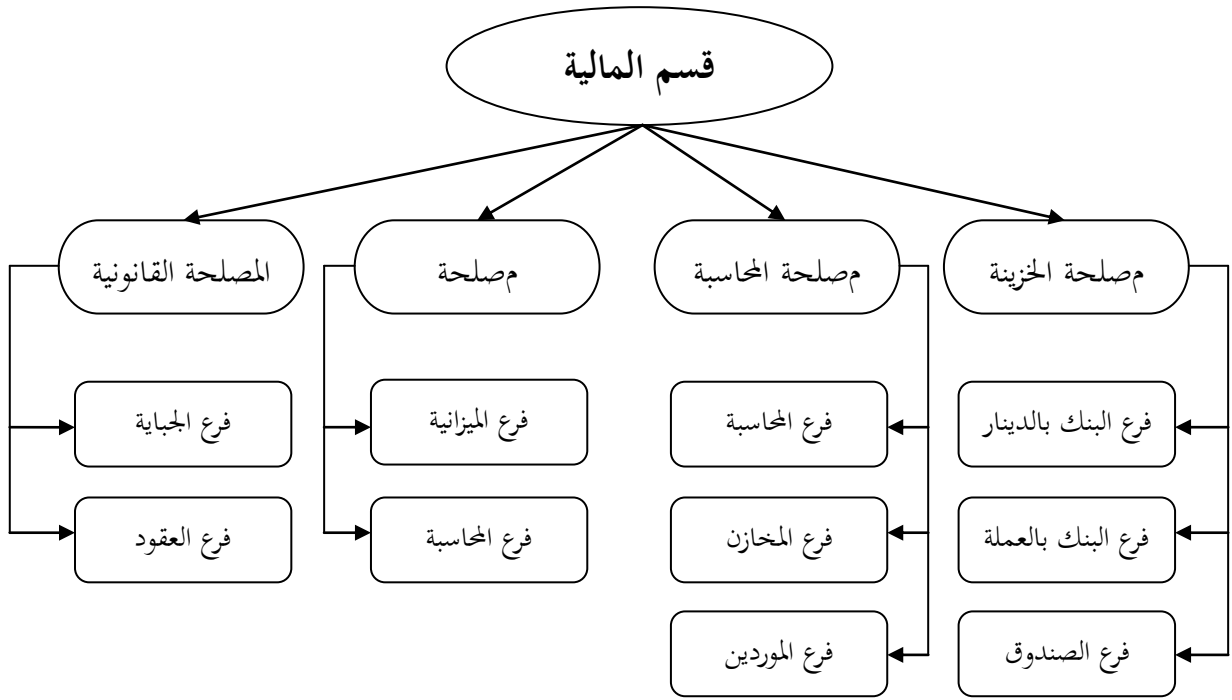 قسم المالية
مصلحة الخزينة
مصلحة المحاسبة
مصلحة
المصلحة القانونية
فرع البنك بالدينار
فرع المحاسبة
فرع الميزانية
فرع الجباية
فرع البنك بالعملة
فرع المخازن
فرع المحاسبة
فرع العقود
فرع الصندوق
فرع الموردين